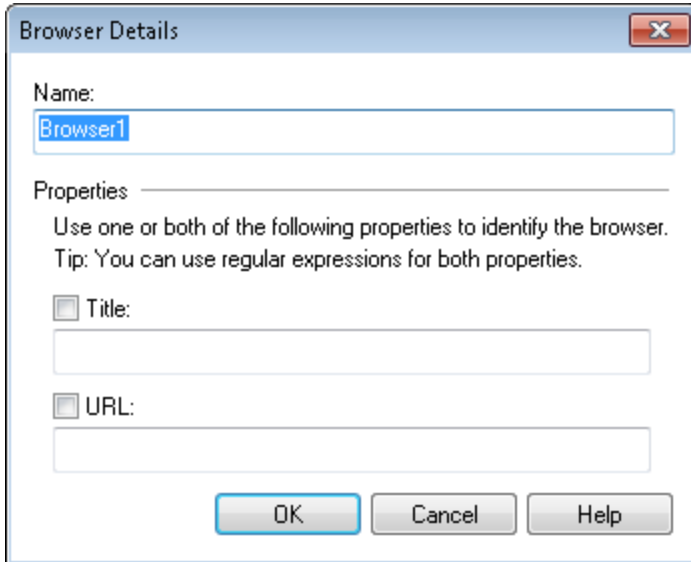 Browser Details
Name:
Browser1
Properties
Use one or both of the following properties to identify the browser.
Tip: You can use regular expressions for both properties.
Title:
URL:
OK Cancel Help